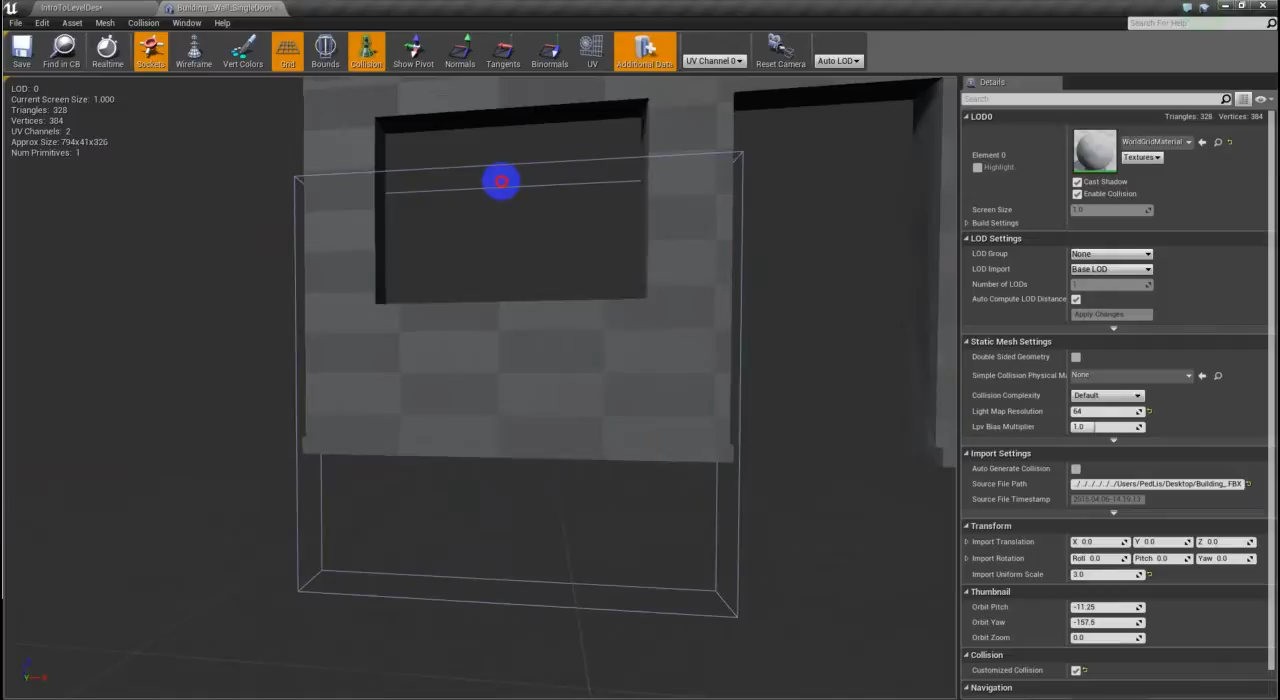 IntroToLevelDes*
Building__Wall_SingleDoor*
File Edit Asset Mesh Collision Window Help
Search For Help
Save Find in CB Realtime Sockets Wireframe Vert Colors Grid Bounds Collision Show Pivot Normals Tangents Binormals UV Additional Data UV Channel 0 Reset Camera Auto LOD
LOD: 0
Current Screen Size: 1.000
Triangles: 328
Vertices: 384
UV Channels: 2
Approx Size: 794x41x326
Num Primitives: 1
Details
Search
LOD0 Triangles: 328 Vertices: 384
Element 0
Highlight
WorldGridMaterial
Textures
Cast Shadow
Enable Collision
Screen Size 1.0
Build Settings
LOD Settings
LOD Group None
LOD Import Base LOD
Number of LODs 1
Auto Compute LOD Distance
Apply Changes
Static Mesh Settings
Double Sided Geometry
Simple Collision Physical Ma None
Collision Complexity Default
Light Map Resolution 64
Lpv Bias Multiplier 1.0
Import Settings
Auto Generate Collision
Source File Path ../../../../../../Users/PedLis/Desktop/Building_.FBX
Source File Timestamp 2015.04.06-14.19.13
Transform
Import Translation X 0.0 Y 0.0 Z 0.0
Import Rotation Roll 0.0 Pitch 0.0 Yaw 0.0
Import Uniform Scale 3.0
Thumbnail
Orbit Pitch -11.25
Orbit Yaw -157.5
Orbit Zoom 0.0
Collision
Customized Collision
Navigation